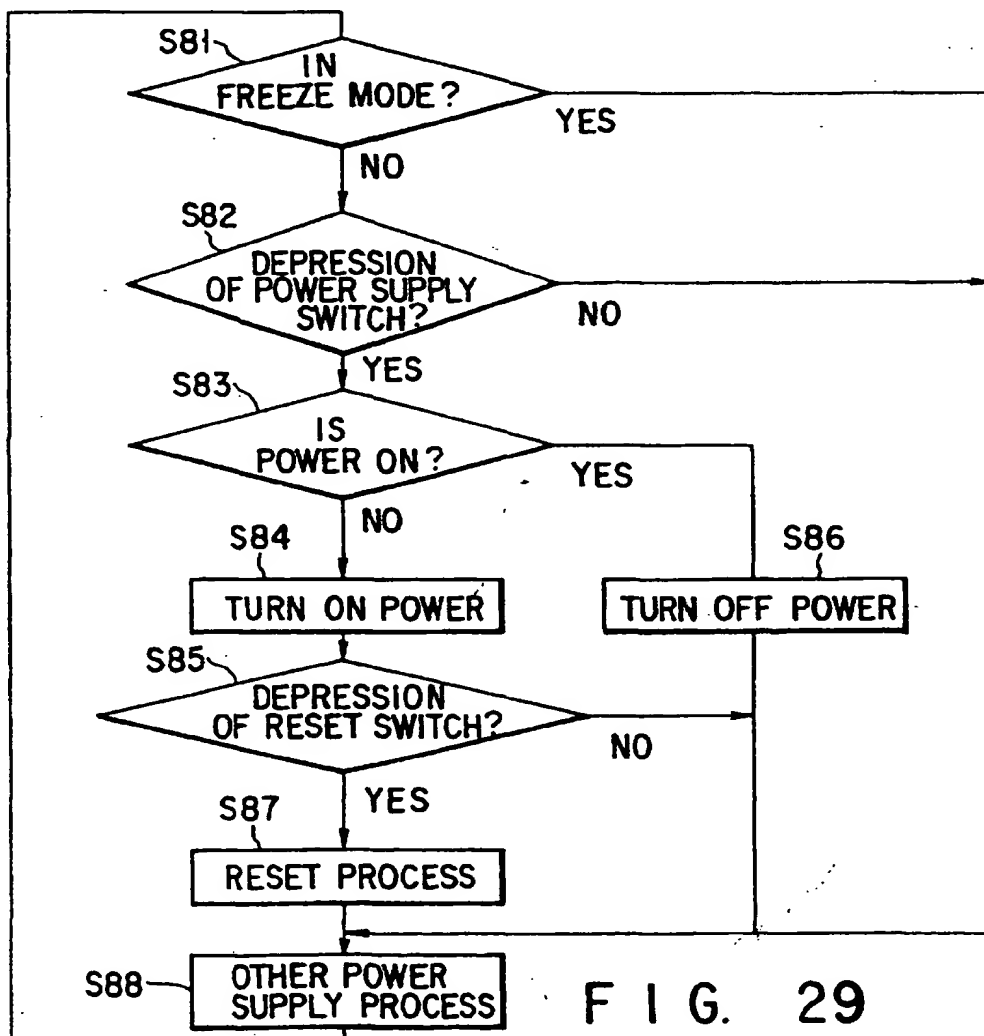 S81
IN
FREEZE MODE?
YES
NO
S82
DEPRESSION
OF POWER SUPPLY
SWITCH?
NO
YES
S83
IS
POWER ON?
YES
NO
S84
TURN ON POWER
S86
TURN OFF POWER
S85
DEPRESSION
OF RESET SWITCH?
NO
YES
S87
RESET PROCESS
S88
OTHER POWER
SUPPLY PROCESS
FIG. 29